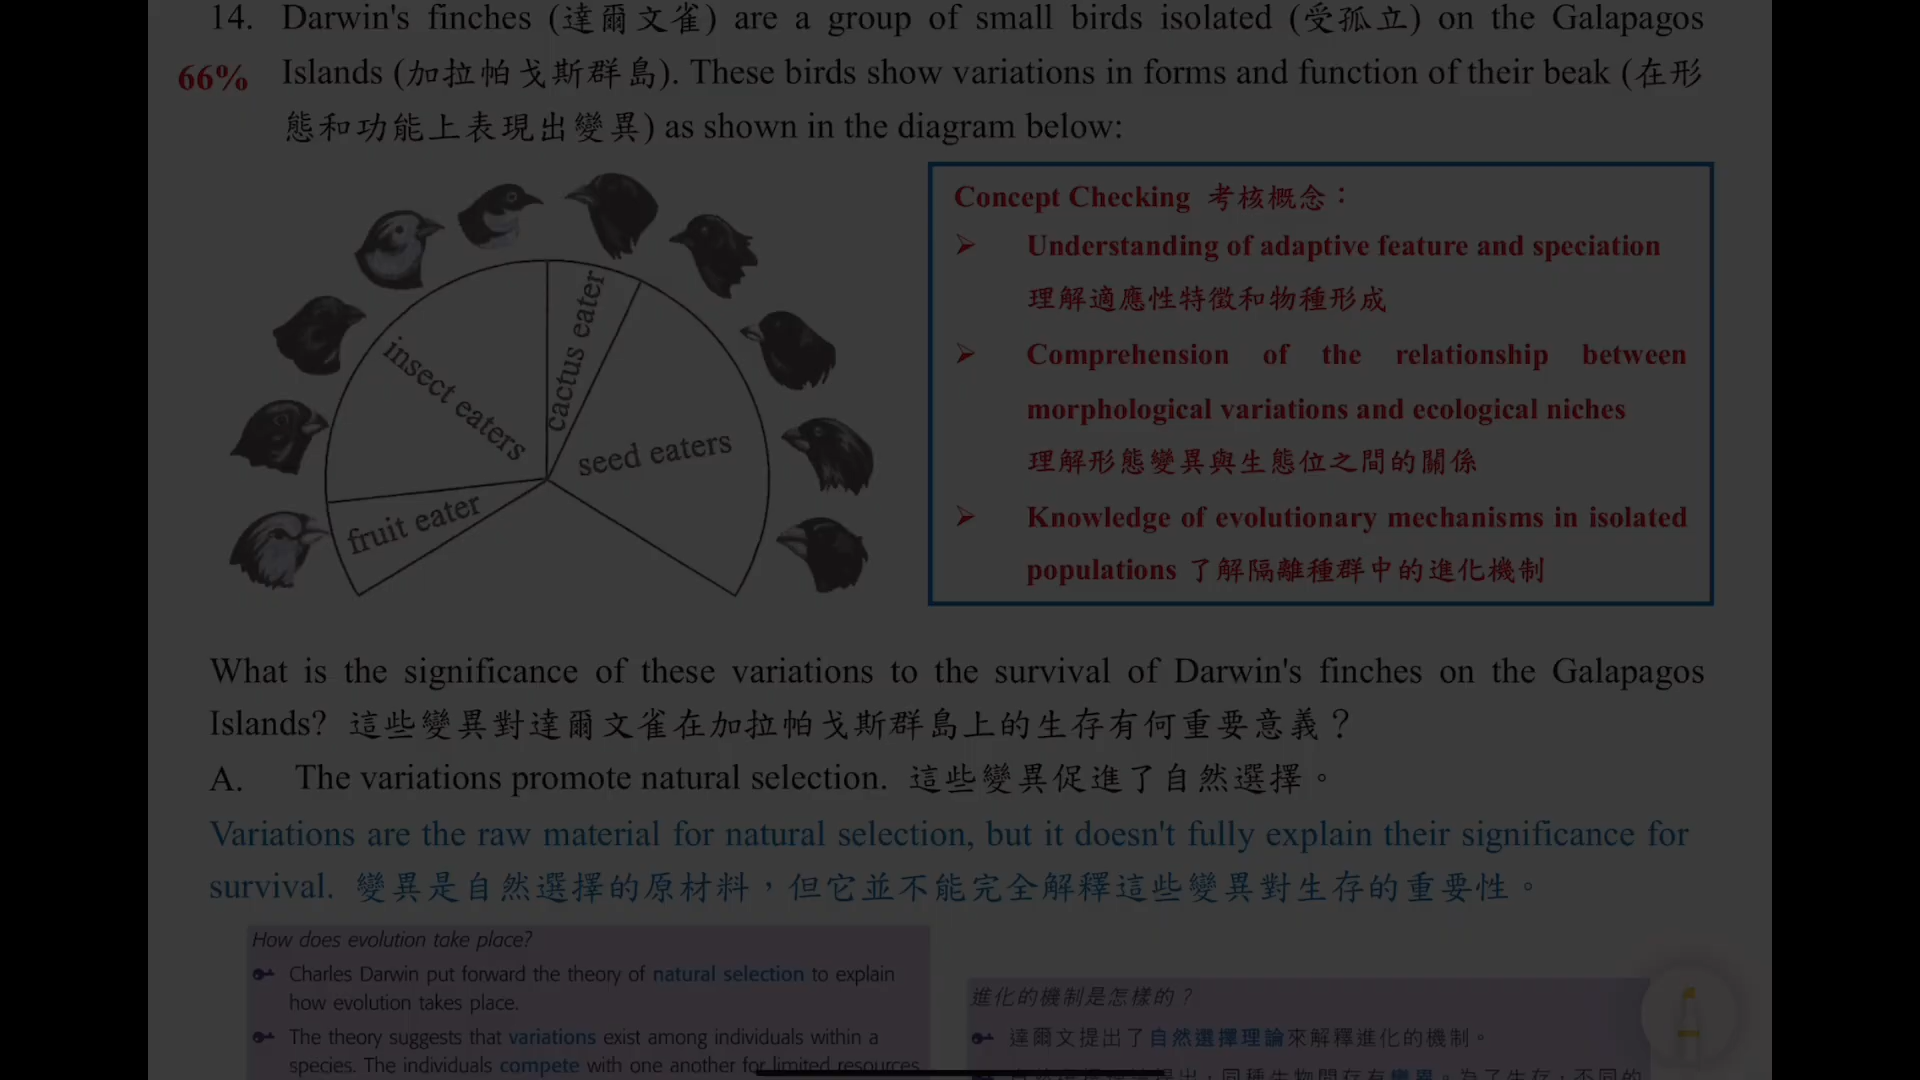 14. Darwin's finches (達爾文雀) are a group of small birds isolated (受孤立) on the Galapagos
66% Islands (加拉帕戈斯群島). These birds show variations in forms and function of their beak (在形
態和功能上表現出變異) as shown in the diagram below:
Concept Checking 考核概念：
➢ Understanding of adaptive feature and speciation
理解適應性特徵和物種形成
➢ Comprehension of the relationship between
morphological variations and ecological niches
理解形態變異與生態位之間的關係
➢ Knowledge of evolutionary mechanisms in isolated
populations 了解隔離種群中的進化機制
insect eaters
cactus eater
seed eaters
fruit eater
What is the significance of these variations to the survival of Darwin's finches on the Galapagos
Islands? 這些變異對達爾文雀在加拉帕戈斯群島上的生存有何重要意義？
A. The variations promote natural selection. 這些變異促進了自然選擇。
Variations are the raw material for natural selection, but it doesn't fully explain their significance for
survival. 變異是自然選擇的原材料，但它並不能完全解釋這些變異對生存的重要性。
How does evolution take place?
Charles Darwin put forward the theory of natural selection to explain
how evolution takes place.
The theory suggests that variations exist among individuals within a
species. The individuals compete with one another for limited resources
進化的機制是怎樣的？
達爾文提出了自然選擇理論來解釋進化的機制。